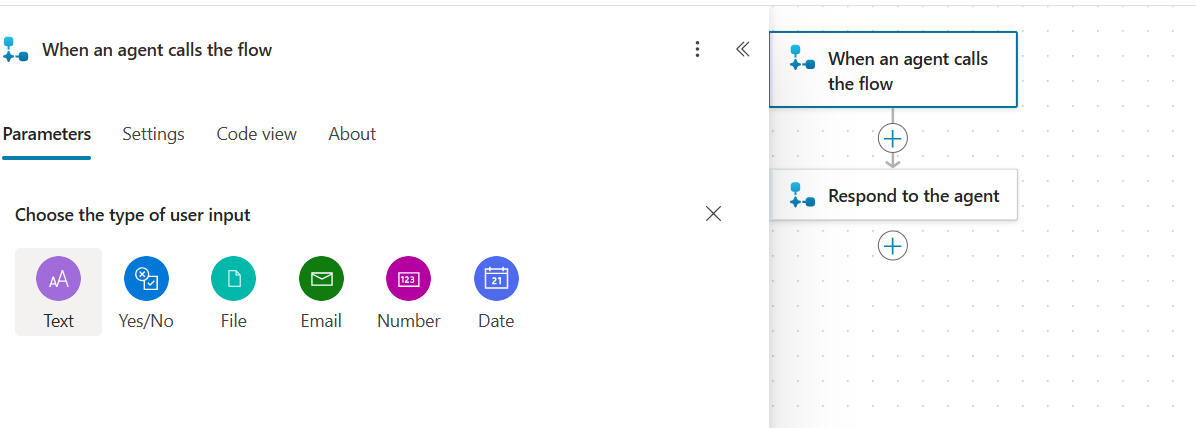 When an agent calls the flow
Parameters
Settings
Code view
About
Choose the type of user input
AA
Text
Yes/No
File
Email
123
Number
21
Date
When an agent calls
the flow
Respond to the agent